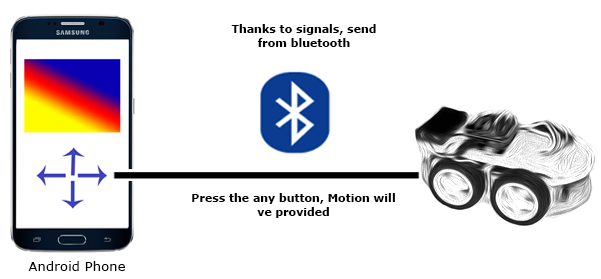 SAMSUNG
Thanks to signals, send
from bluetooth
Press the any button, Motion will
ve provided
Android Phone